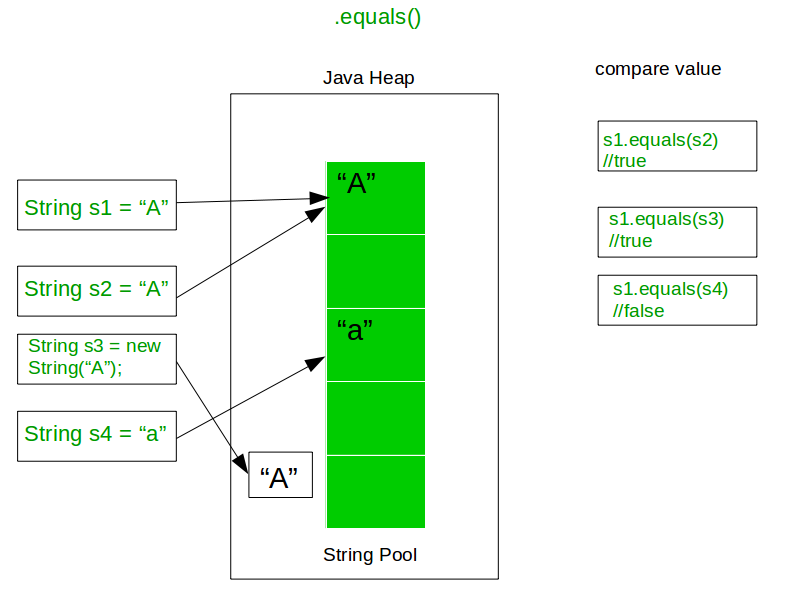 .equals()
Java Heap
compare value
String s1 = “A”
String s2 = “A”
String s3 = new
String(“A”);
String s4 = “a”
“A”
“a”
“A”
String Pool
s1.equals(s2)
//true
s1.equals(s3)
//true
s1.equals(s4)
//false